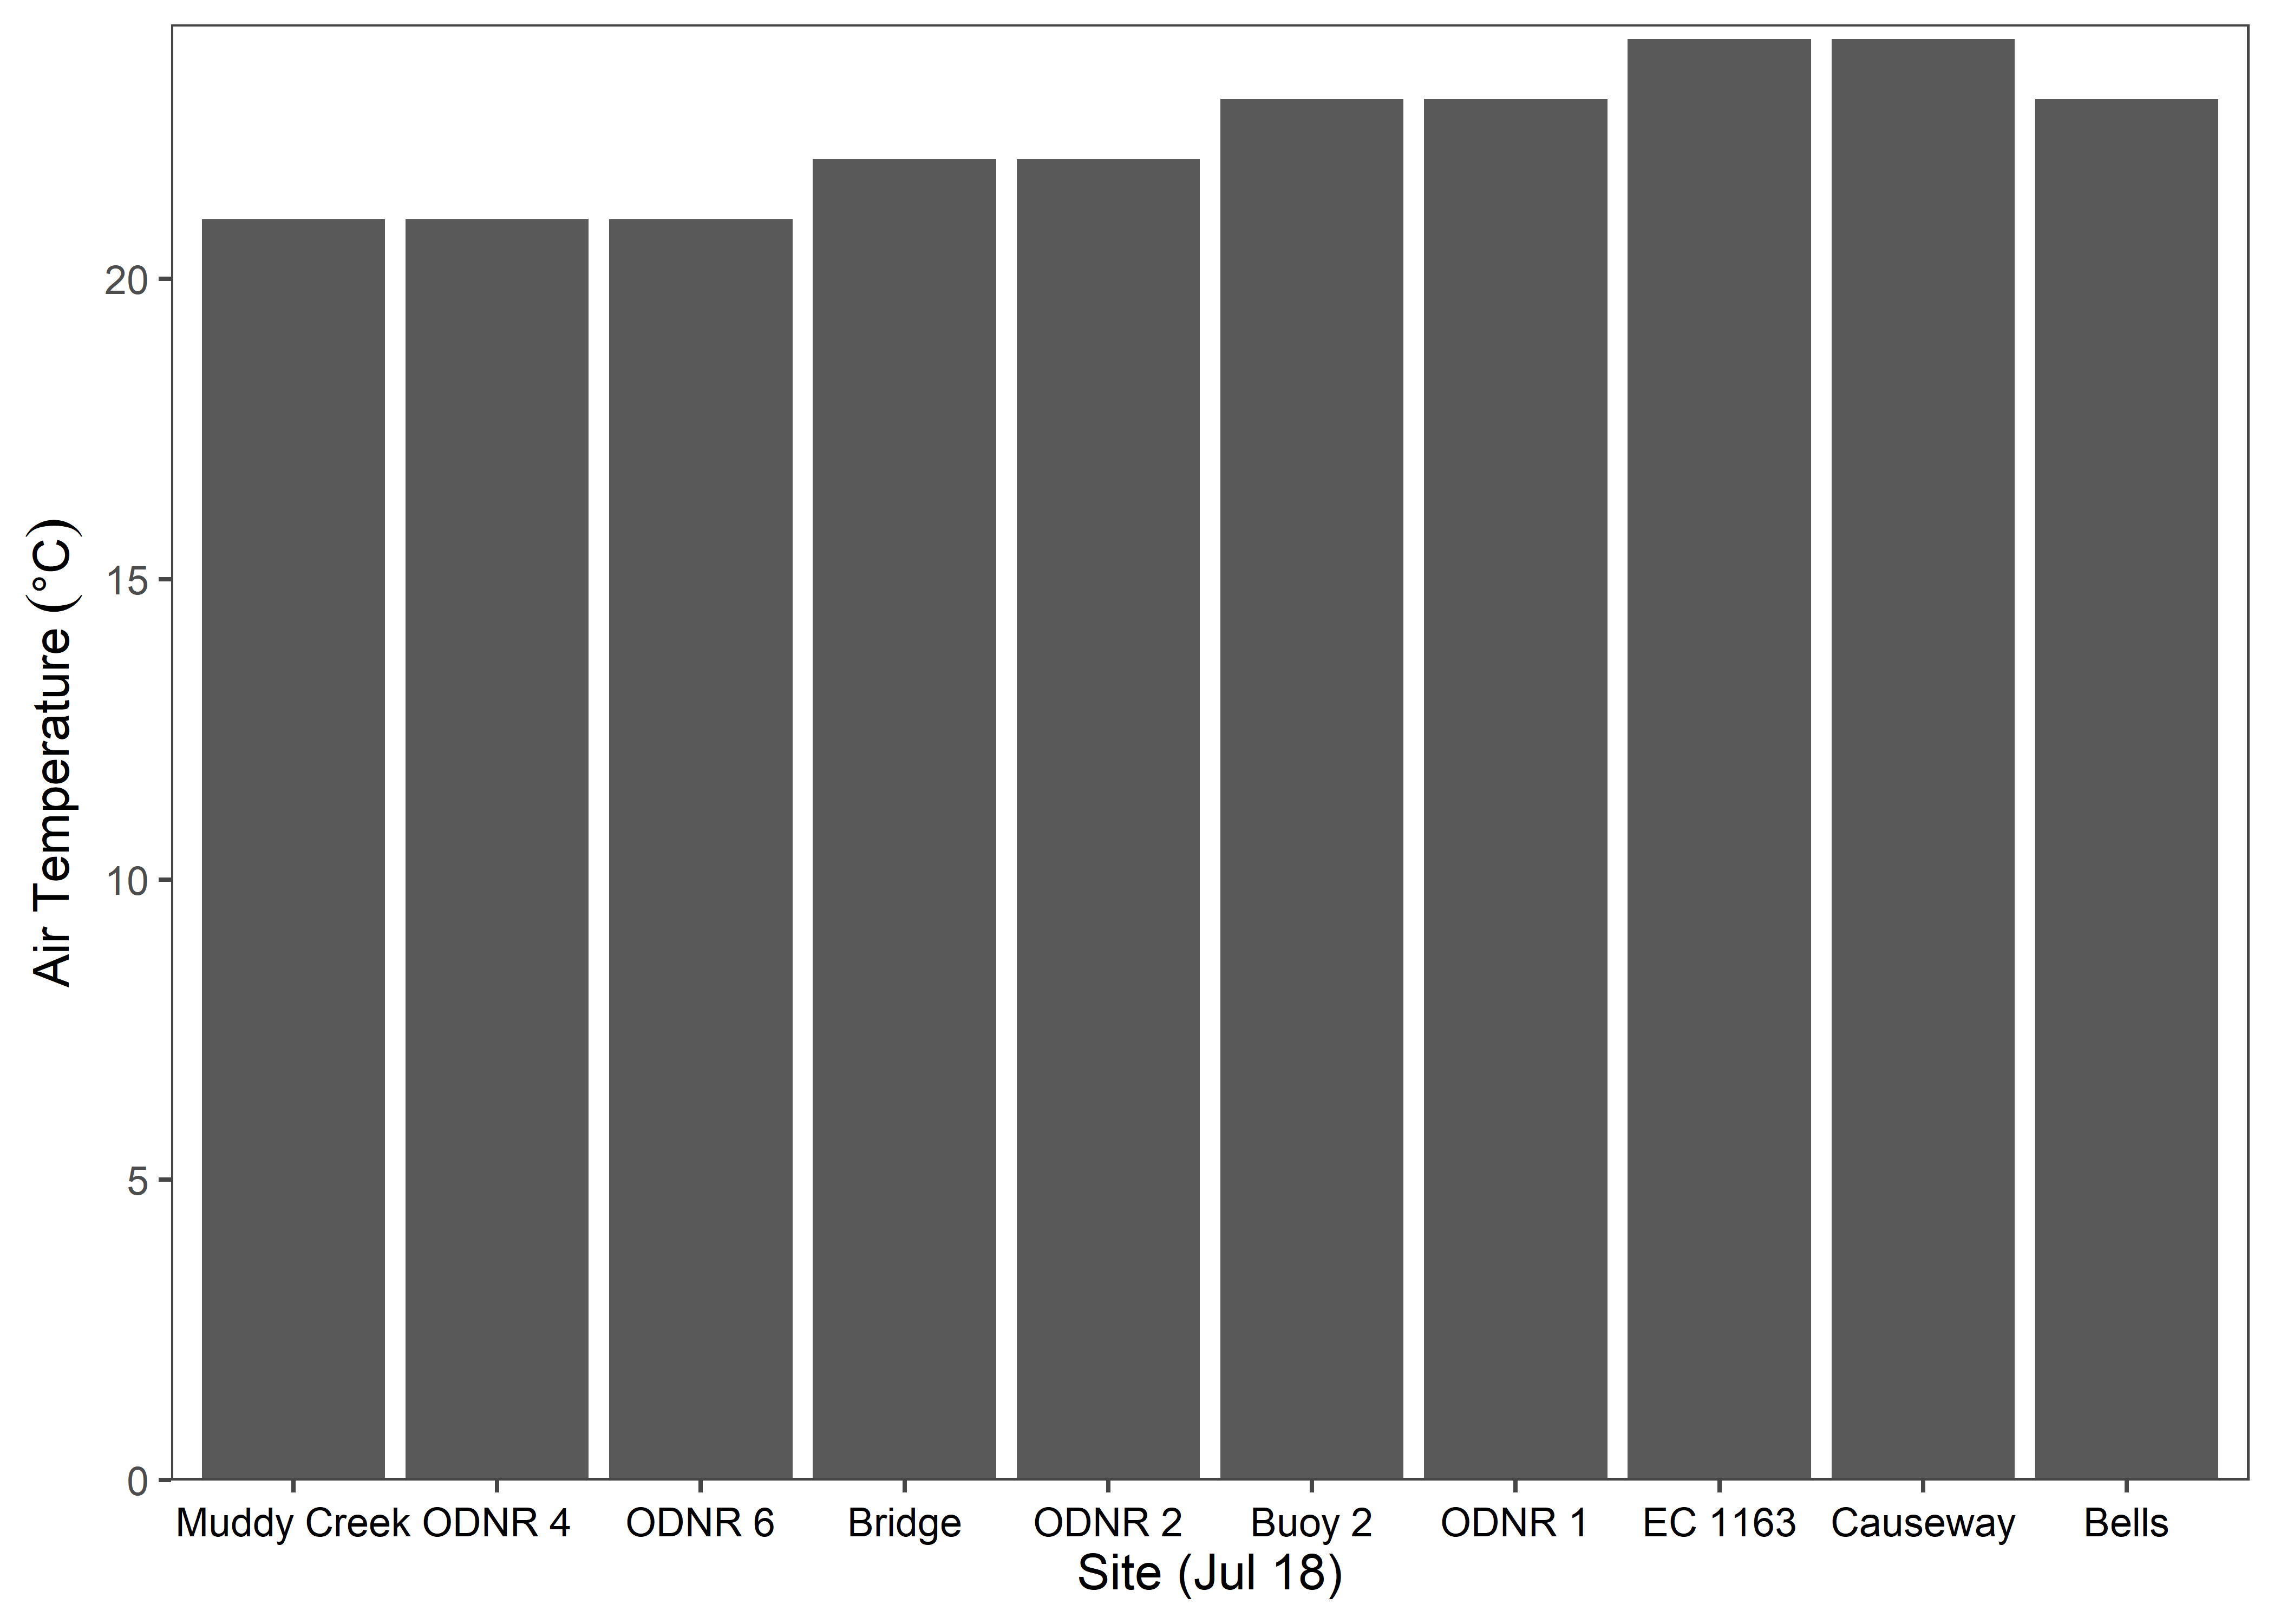 Air Temperature (°C)
20
15
10
5
0
Muddy Creek ODNR 4 ODNR 6 Bridge ODNR 2 Buoy 2 ODNR 1 EC 1163 Causeway Bells
Site (Jul 18)